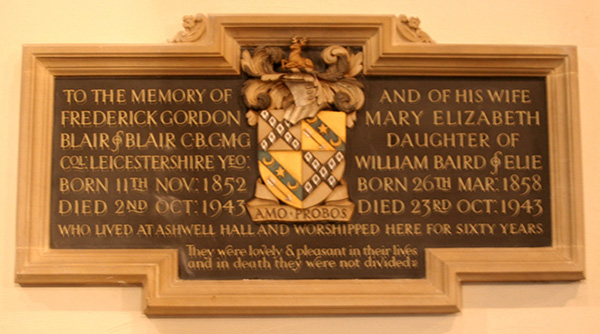 TO THE MEMORY OF
FREDERICK GORDON
BLAIR of BLAIR C·B·C·M·G
COL: LEICESTERSHIRE YEO:
BORN 11TH NOV: 1852
DIED 2ND OCT: 1943
AMO·PROBOS
AND OF HIS WIFE
MARY ELIZABETH
DAUGHTER OF
WILLIAM BAIRD of ELIE
BORN 26TH MAR: 1858
DIED 23RD OCT: 1943
WHO LIVED AT ASHWELL HALL AND WORSHIPPED HERE FOR SIXTY YEARS
They were lovely & pleasant in their lives
and in death they were not divided: